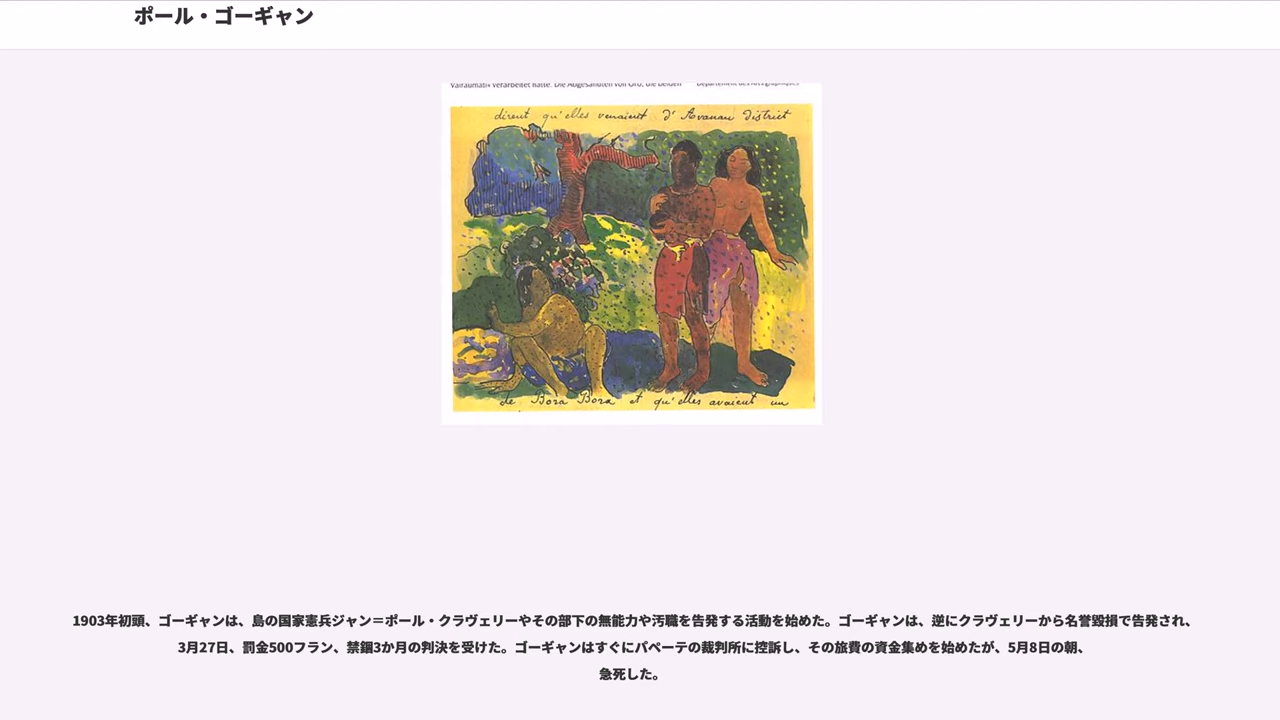 ポール・ゴーギャン
dirent qu'elles venaient d'Avanau district
de Bora Bora et qu'elles avaient un
1903年初頭、ゴーギャンは、島の国家憲兵ジャン＝ポール・クラヴェリーやその部下の無能力や汚職を告発する活動を始めた。ゴーギャンは、逆にクラヴェリーから名誉毀損で告発され、
3月27日、罰金500フラン、禁錮3か月の判決を受けた。ゴーギャンはすぐにパペーテの裁判所に控訴し、その旅費の資金集めを始めたが、5月8日の朝、
急死した。